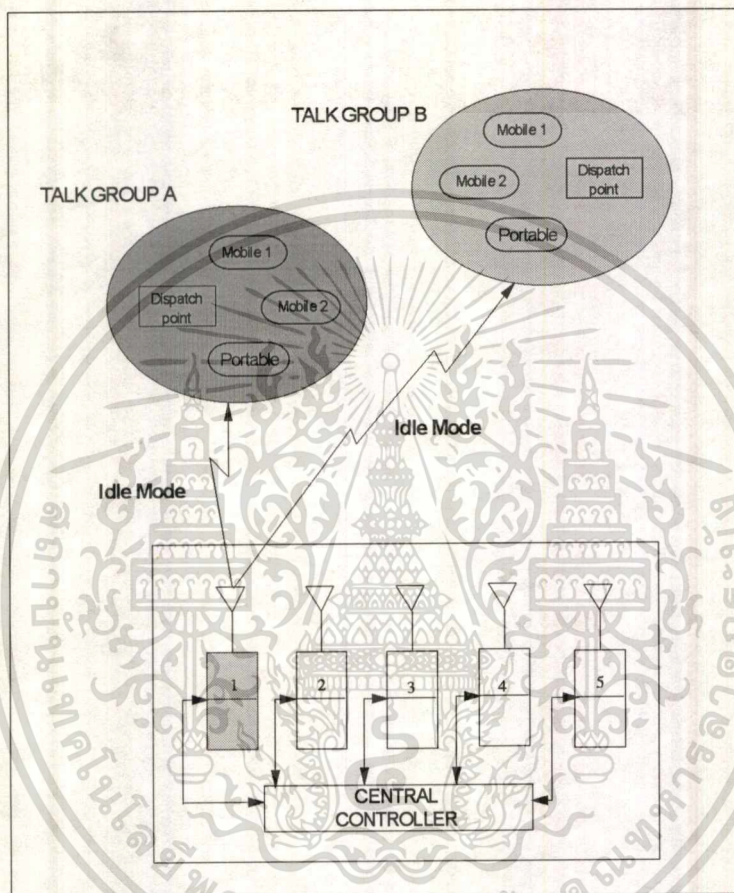 TALK GROUP B
Mobile 1
Mobile 2
Dispatch
point
Portable
TALK GROUP A
Mobile 1
Dispatch
point
Mobile 2
Portable
Idle Mode
Idle Mode
1
2
3
4
5
CENTRAL
CONTROLLER